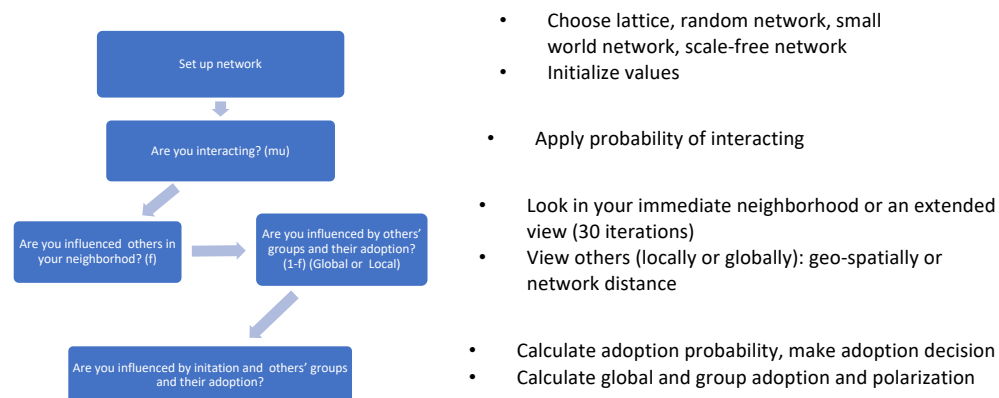 Set up network
Are you interacting? (mu)
Are you influenced others in
your neighborhod? (f)
Are you influenced by others'
groups and their adoption?
(1-f) (Global or Local)
Are you influenced by initation and others' groups
and their adoption?
• Choose lattice, random network, small
world network, scale-free network
• Initialize values
• Apply probability of interacting
• Look in your immediate neighborhood or an extended
view (30 iterations)
• View others (locally or globally): geo-spatially or
network distance
• Calculate adoption probability, make adoption decision
• Calculate global and group adoption and polarization